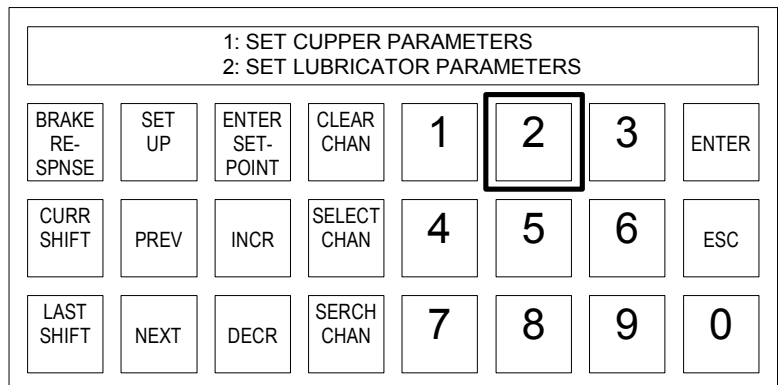 1: SET CUPPER PARAMETERS
2: SET LUBRICATOR PARAMETERS
BRAKE
RE-
SPNSE
SET
UP
ENTER
SET-
POINT
CLEAR
CHAN
1
2
3
ENTER
CURR
SHIFT
PREV
INCR
SELECT
CHAN
4
5
6
ESC
LAST
SHIFT
NEXT
DECR
SERCH
CHAN
7
8
9
0